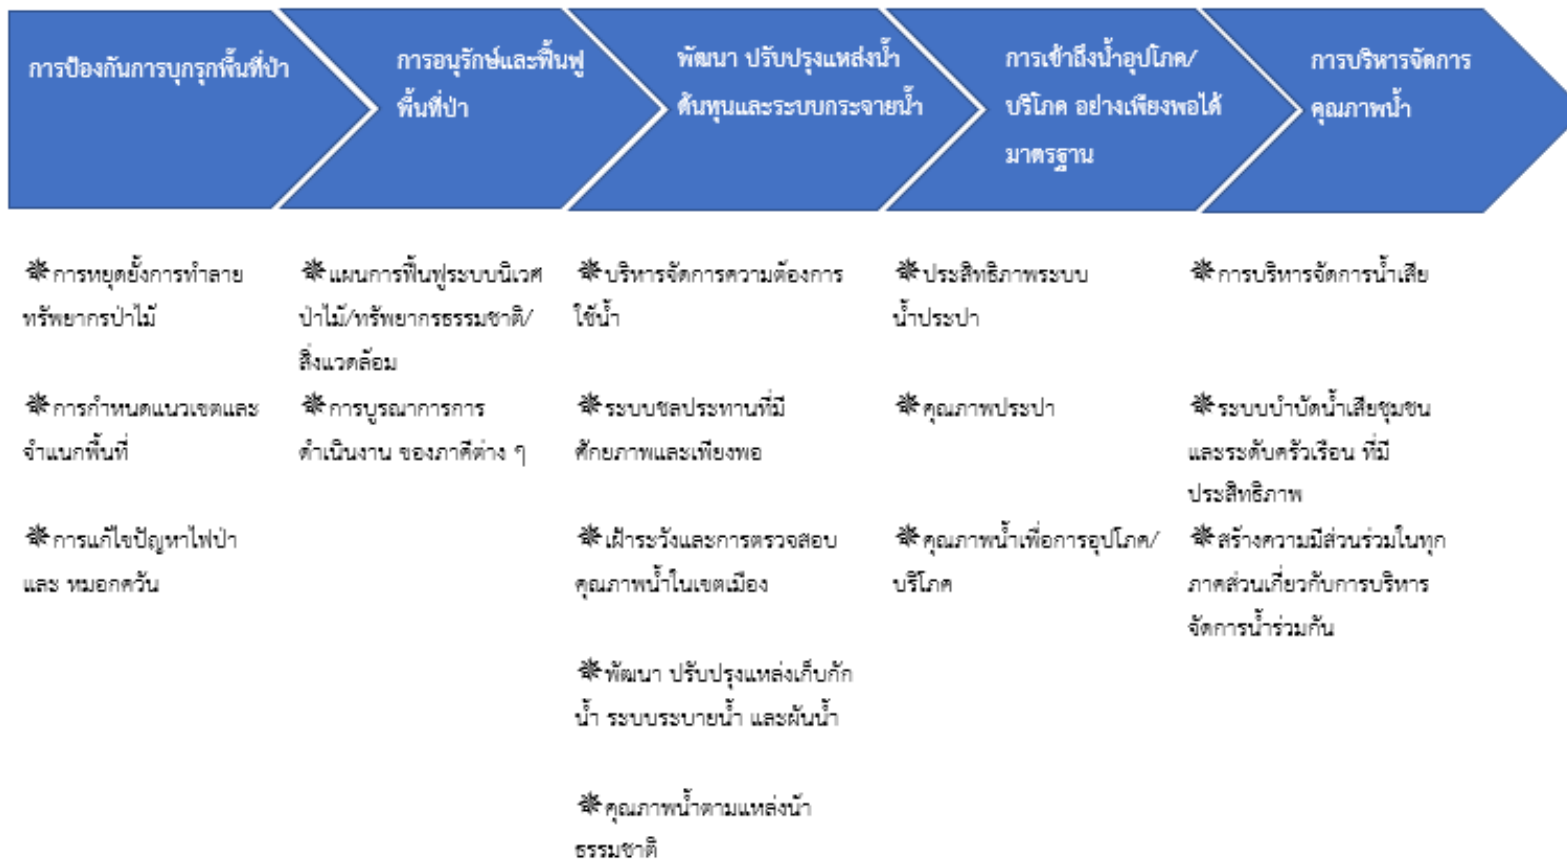 การป้องกันการบุกรุกพื้นที่ป่า
การอนุรักษ์และฟื้นฟู
พื้นที่ป่า
พัฒนา ปรับปรุงแหล่งน้ำ
ต้นทุนและระบบกระจายน้ำ
การเข้าถึงน้ำอุปโภค/
บริโภค อย่างเพียงพอได้
มาตรฐาน
การบริหารจัดการ
คุณภาพน้ำ
❋การหยุดยั้งการทำลาย
ทรัพยากรป่าไม้
❋การกำหนดแนวเขตและ
จำแนกพื้นที่
❋การแก้ไขปัญหาไฟป่า
และ หมอกควัน
❋แผนการฟื้นฟูระบบนิเวศ
ป่าไม้/ทรัพยากรธรรมชาติ/
สิ่งแวดล้อม
❋การบูรณาการการ
ดำเนินงาน ของภาคีต่าง ๆ
❋บริหารจัดการความต้องการ
ใช้น้ำ
❋ระบบชลประทานที่มี
ศักยภาพและเพียงพอ
❋เฝ้าระวังและการตรวจสอบ
คุณภาพน้ำในเขตเมือง
❋พัฒนา ปรับปรุงแหล่งเก็บกัก
น้ำ ระบบระบายน้ำ และผันน้ำ
❋คุณภาพน้ำตามแหล่งน้ำ
ธรรมชาติ
❋ประสิทธิภาพระบบ
น้ำประปา
❋คุณภาพประปา
❋คุณภาพน้ำเพื่อการอุปโภค/
บริโภค
❋การบริหารจัดการน้ำเสีย
❋ระบบบำบัดน้ำเสียชุมชน
และระดับครัวเรือน ที่มี
ประสิทธิภาพ
❋สร้างความมีส่วนร่วมในทุก
ภาคส่วนเกี่ยวกับการบริหาร
จัดการน้ำร่วมกัน